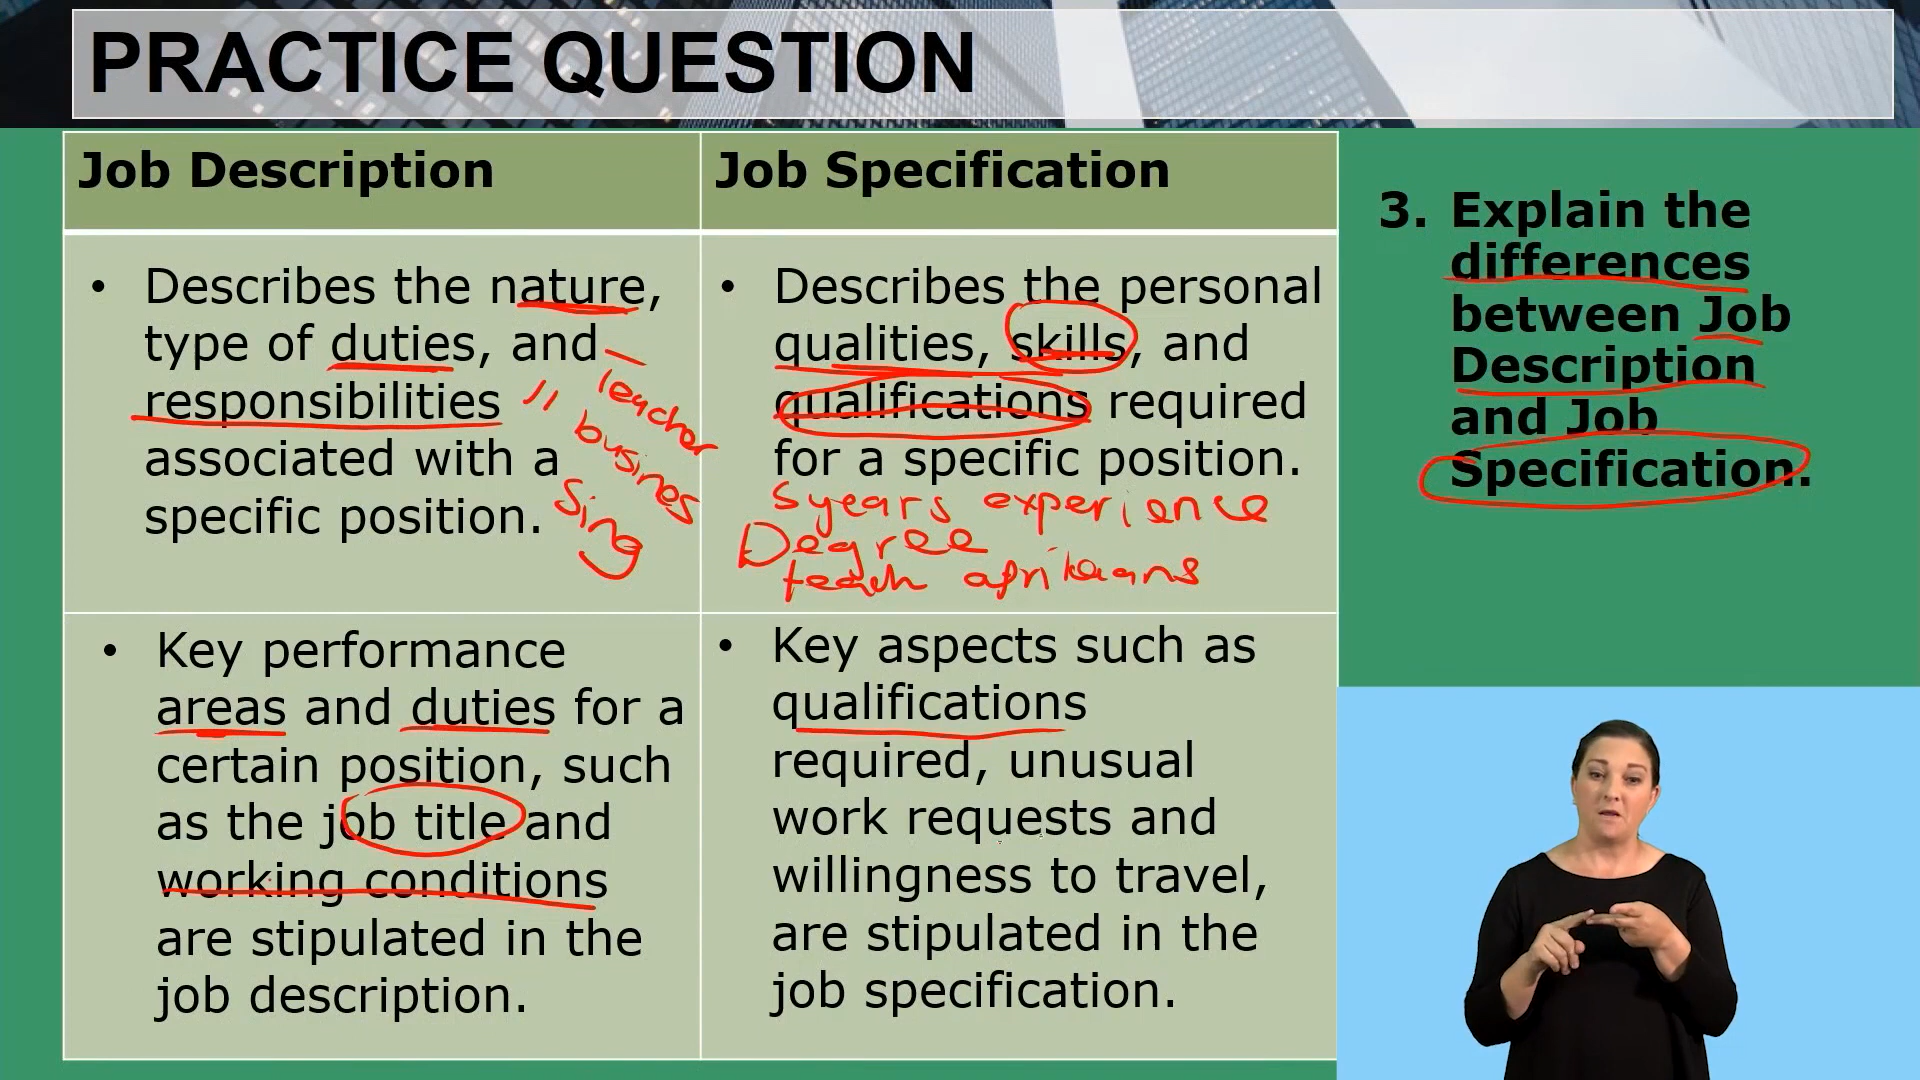 PRACTICE QUESTION
Job Description
Job Specification
• Describes the nature,
type of duties, and
responsibilities
associated with a
specific position.
Teacher
" business
Sing
• Describes the personal
qualities, skills, and
qualifications required
for a specific position.
5years experience
Degree
teach afrikaans
• Key performance
areas and duties for a
certain position, such
as the job title and
working conditions
are stipulated in the
job description.
• Key aspects such as
qualifications
required, unusual
work requests and
willingness to travel,
are stipulated in the
job specification.
3. Explain the
differences
between Job
Description
and Job
Specification.